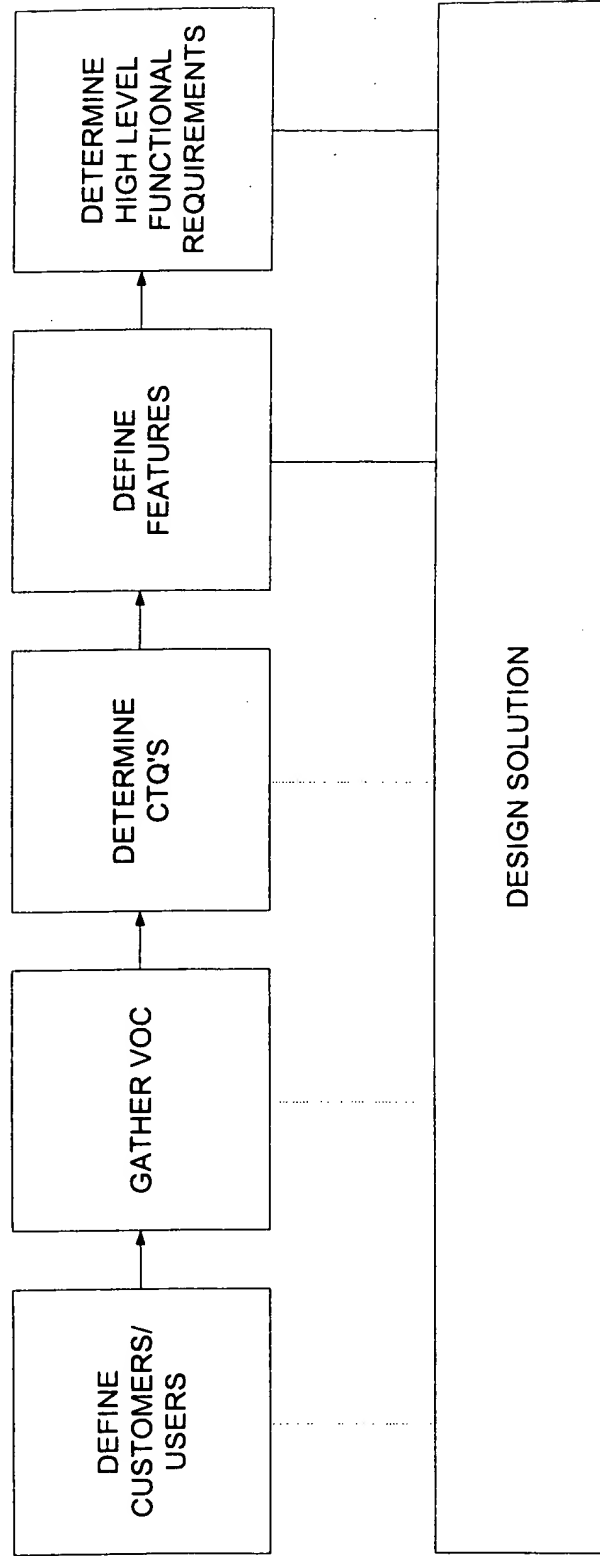 DEFINE
CUSTOMERS/
USERS
GATHER VOC
DETERMINE
CTQ'S
DEFINE
FEATURES
DETERMINE
HIGH LEVEL
FUNCTIONAL
REQUIREMENTS
DESIGN SOLUTION